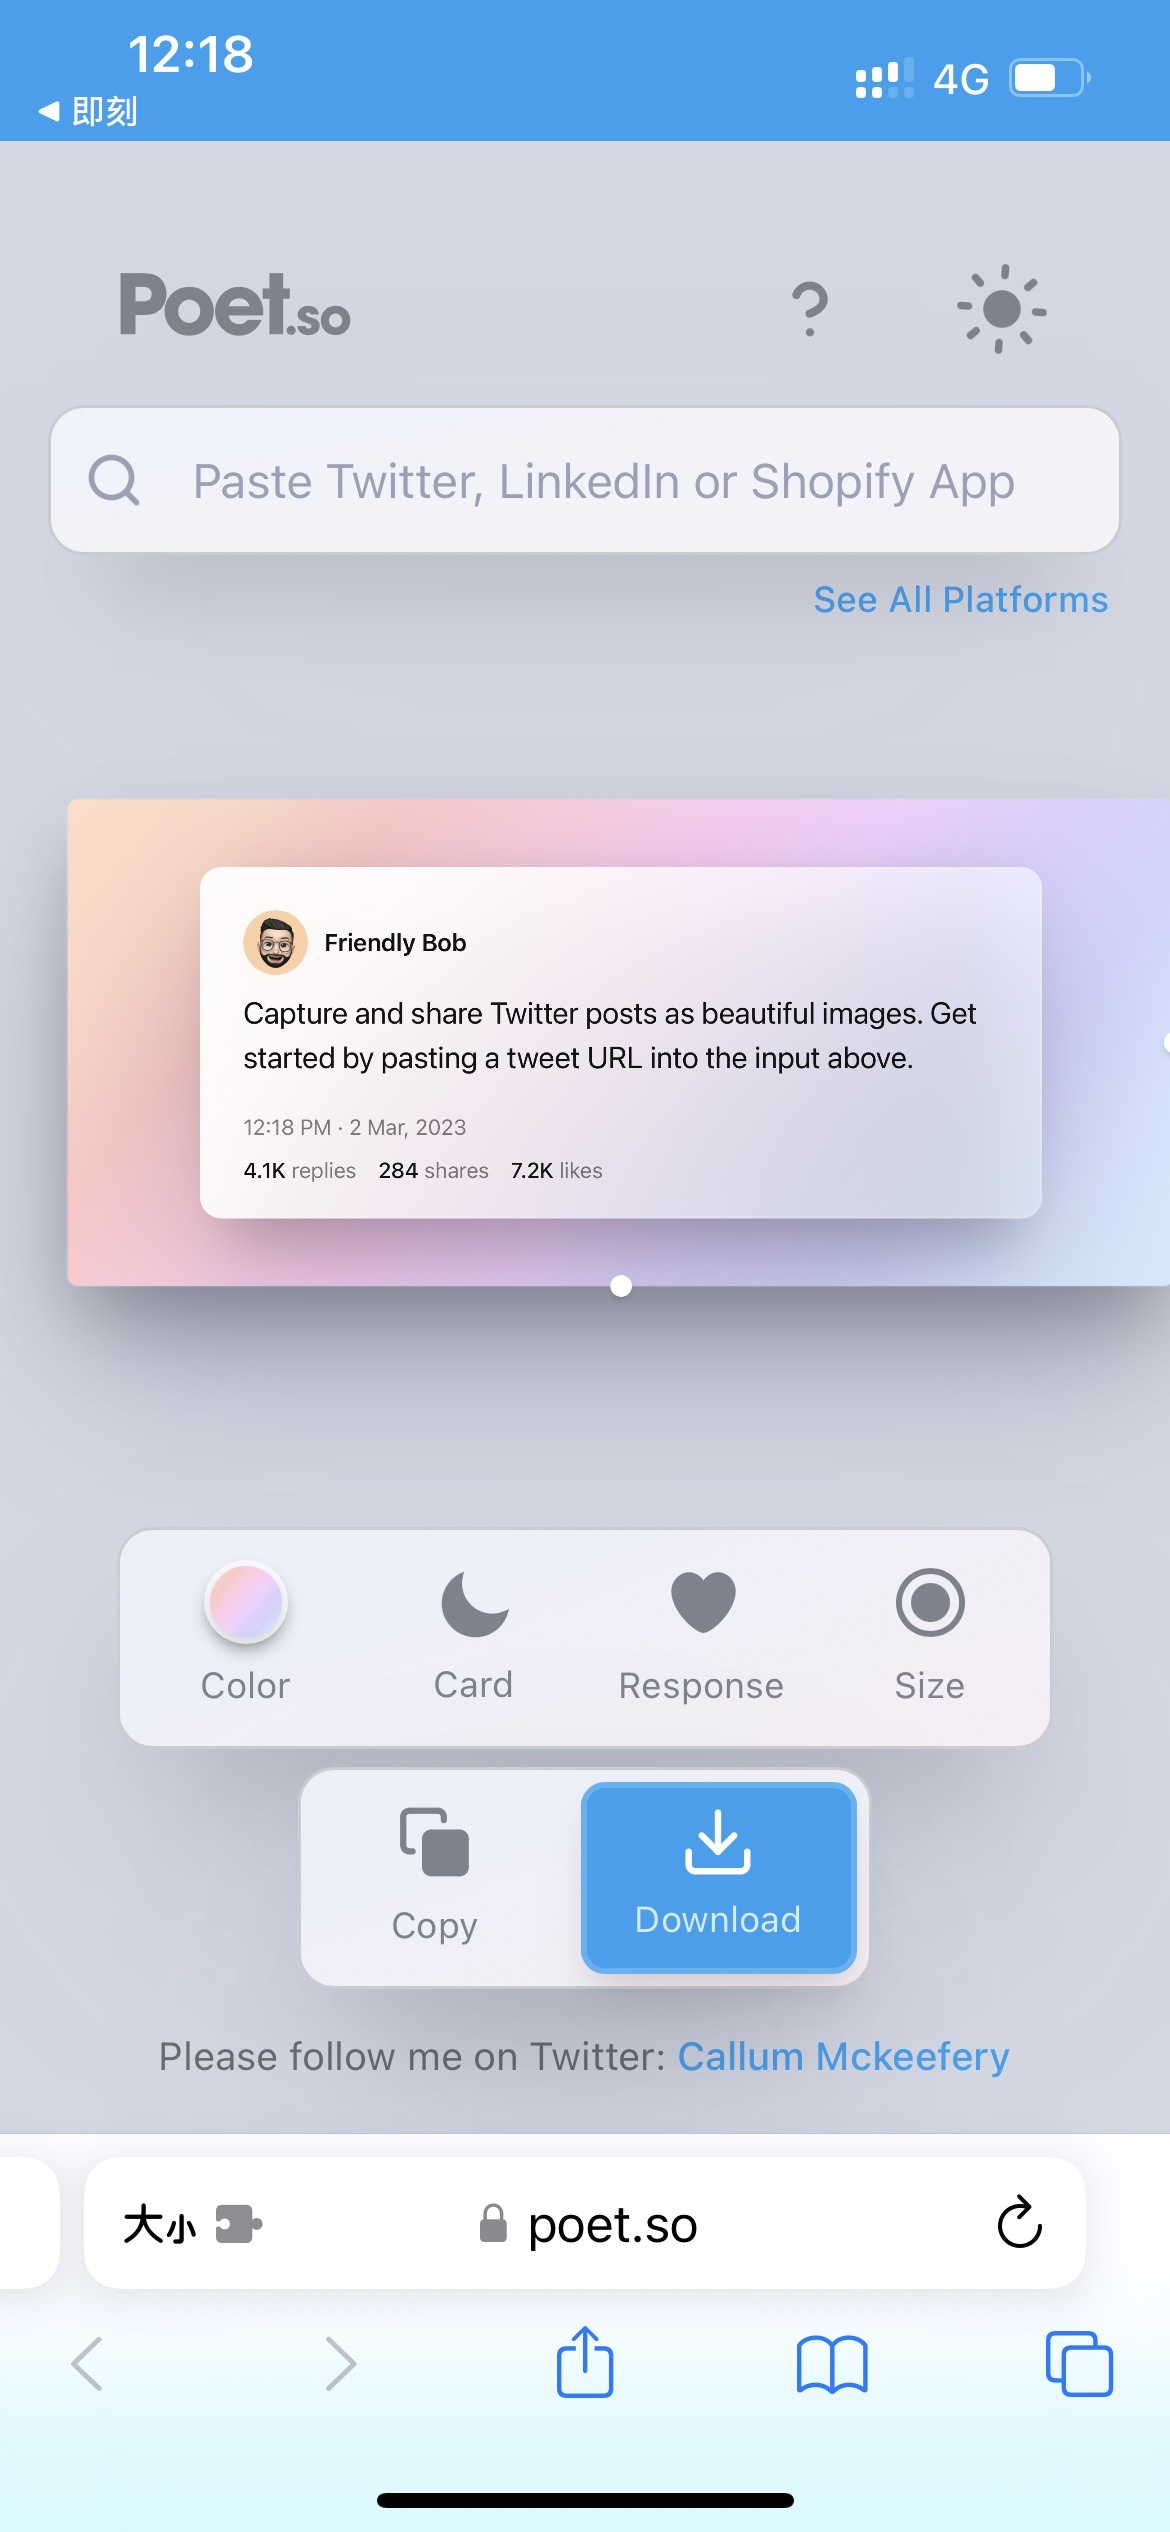 12:18
4G
◀ 即刻
Poet.so
?
Paste Twitter, LinkedIn or Shopify App
See All Platforms
Friendly Bob
Capture and share Twitter posts as beautiful images. Get
started by pasting a tweet URL into the input above.
12:18 PM · 2 Mar, 2023
4.1K replies 284 shares 7.2K likes
Color Card Response Size
Copy Download
Please follow me on Twitter: Callum Mckeefery
大小 poet.so